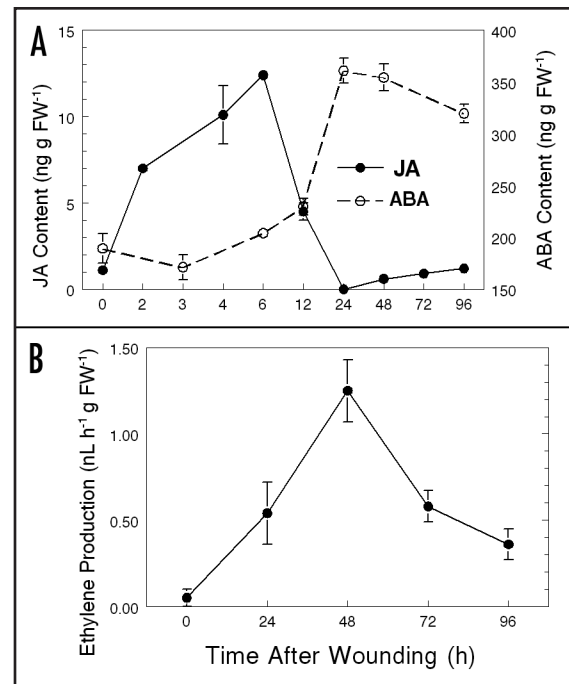 A
JA Content (ng g FW-1)
15
10
5
0
400
350
300
250
200
150
ABA Content (ng g FW-1)
JA
ABA
0 2 3 4 6 12 24 48 72 96
B
Ethylene Production (nL h-1 g FW-1)
1.50
1.00
0.50
0.00
0 24 48 72 96
Time After Wounding (h)